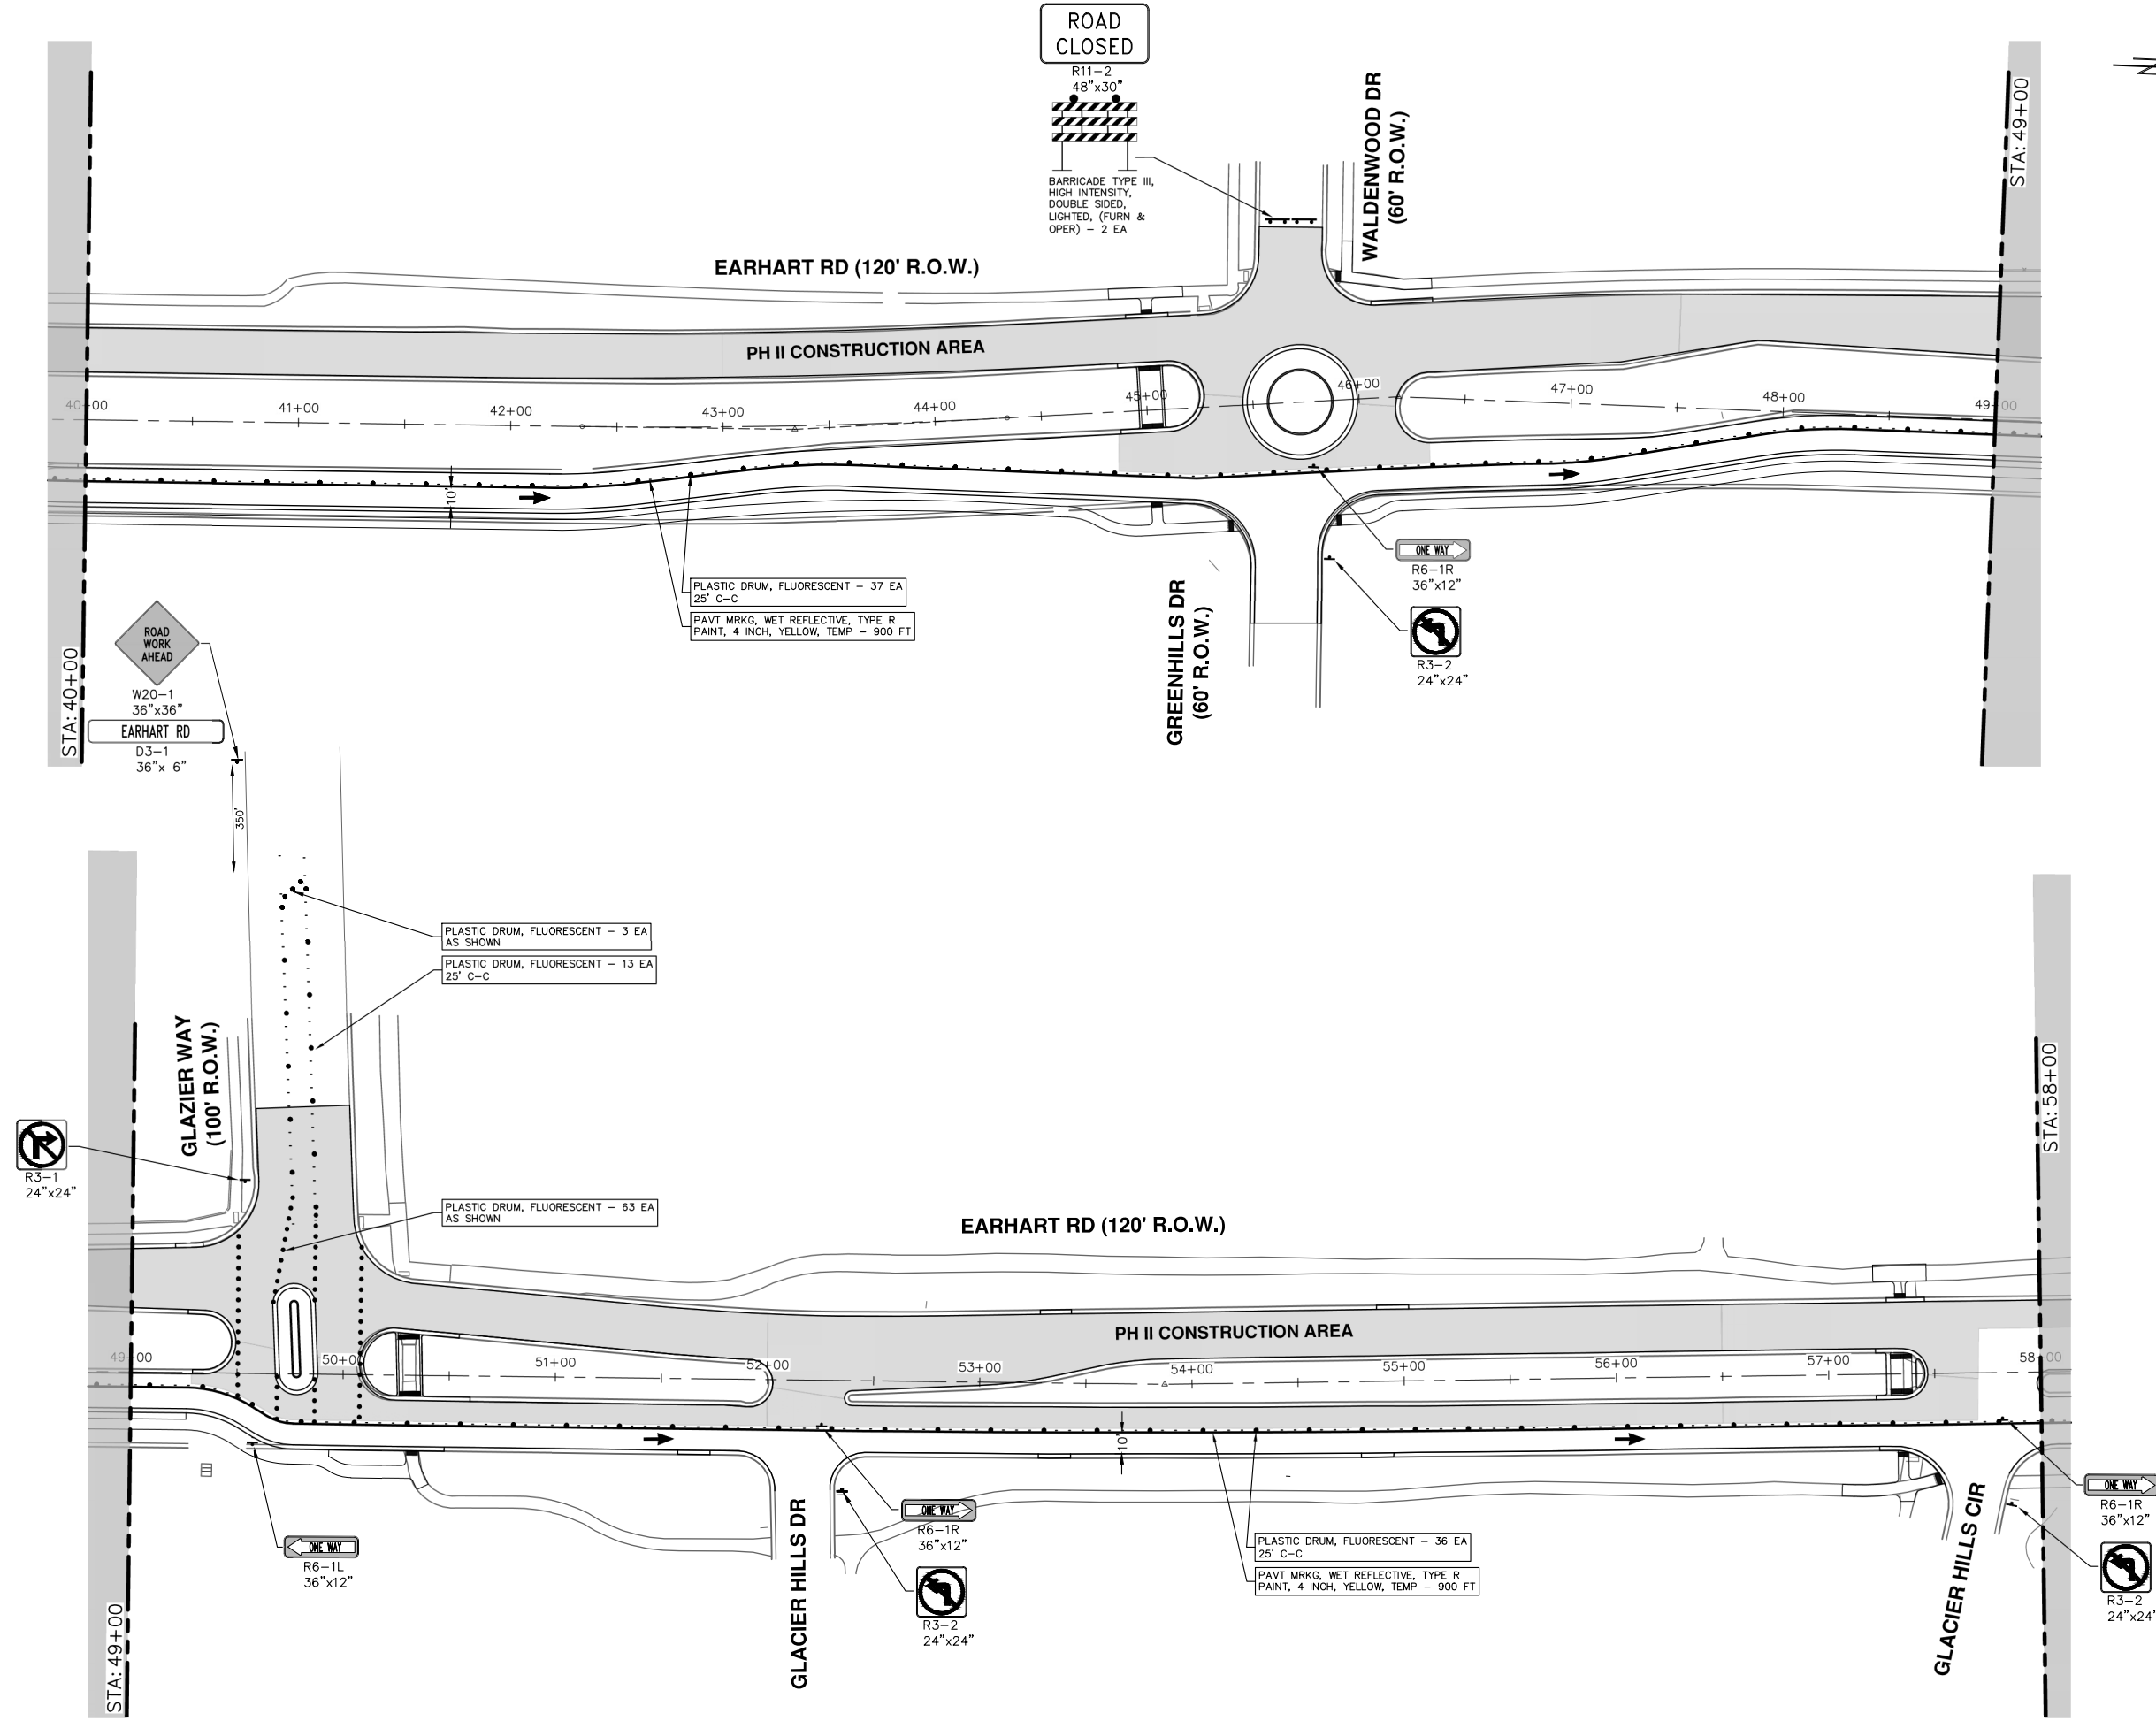 ROAD
CLOSED
R11-2
48"x30"
BARRICADE TYPE III,
HIGH INTENSITY,
DOUBLE SIDED,
LIGHTED, (FURN &
OPER) – 2 EA
WALDENWOOD DR
(60' R.O.W.)
STA: 49+00
EARHART RD (120' R.O.W.)
PH II CONSTRUCTION AREA
40+00
41+00
42+00
43+00
44+00
45+00
46+00
47+00
48+00
49+00
10'
PLASTIC DRUM, FLUORESCENT – 37 EA
25' C–C
PAVT MRKG, WET REFLECTIVE, TYPE R
PAINT, 4 INCH, YELLOW, TEMP – 900 FT
ONE WAY
R6-1R
36"x12"
R3-2
24"x24"
GREENHILLS DR
(60' R.O.W.)
STA: 40+00
ROAD
WORK
AHEAD
W20-1
36"x36"
EARHART RD
D3-1
36"x 6"
350'
PLASTIC DRUM, FLUORESCENT – 3 EA
AS SHOWN
PLASTIC DRUM, FLUORESCENT – 13 EA
25' C–C
GLAZIER WAY
(100' R.O.W.)
R3-1
24"x24"
PLASTIC DRUM, FLUORESCENT – 63 EA
AS SHOWN
EARHART RD (120' R.O.W.)
STA: 58+00
PH II CONSTRUCTION AREA
49+00
50+00
51+00
52+00
53+00
54+00
55+00
56+00
57+00
58+00
10'
ONE WAY
R6-1L
36"x12"
ONE WAY
R6-1R
36"x12"
R3-2
24"x24"
GLACIER HILLS DR
PLASTIC DRUM, FLUORESCENT – 36 EA
25' C–C
PAVT MRKG, WET REFLECTIVE, TYPE R
PAINT, 4 INCH, YELLOW, TEMP – 900 FT
GLACIER HILLS CIR
ONE WAY
R6-1R
36"x12"
R3-2
24"x24"
STA: 49+00